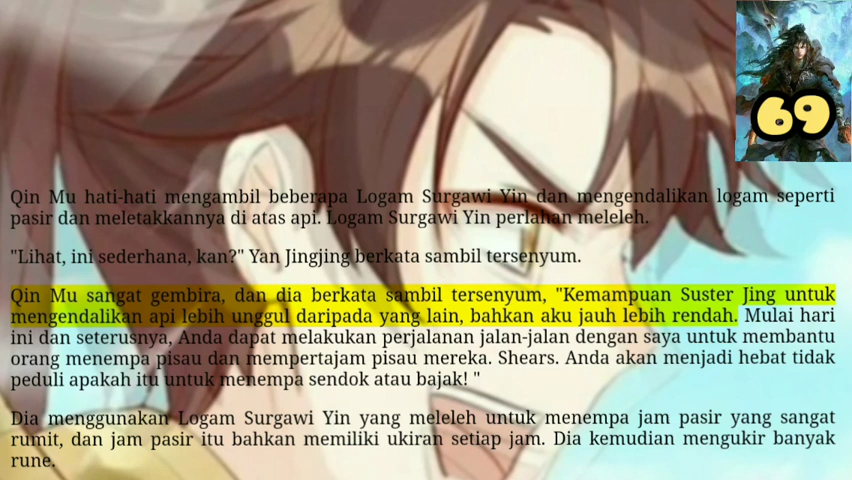 69
Qin Mu hati-hati mengambil beberapa Logam Surgawi Yin dan mengendalikan logam seperti
pasir dan meletakkannya di atas api. Logam Surgawi Yin perlahan meleleh.
"Lihat, ini sederhana, kan?" Yan Jingjing berkata sambil tersenyum.
Qin Mu sangat gembira, dan dia berkata sambil tersenyum, "Kemampuan Suster Jing untuk
mengendalikan api lebih unggul daripada yang lain, bahkan aku jauh lebih rendah. Mulai hari
ini dan seterusnya, Anda dapat melakukan perjalanan jalan-jalan dengan saya untuk membantu
orang menempa pisau dan mempertajam pisau mereka. Shears. Anda akan menjadi hebat tidak
peduli apakah itu untuk menempa sendok atau bajak! "
Dia menggunakan Logam Surgawi Yin yang meleleh untuk menempa jam pasir yang sangat
rumit, dan jam pasir itu bahkan memiliki ukiran setiap jam. Dia kemudian mengukir banyak
rune.